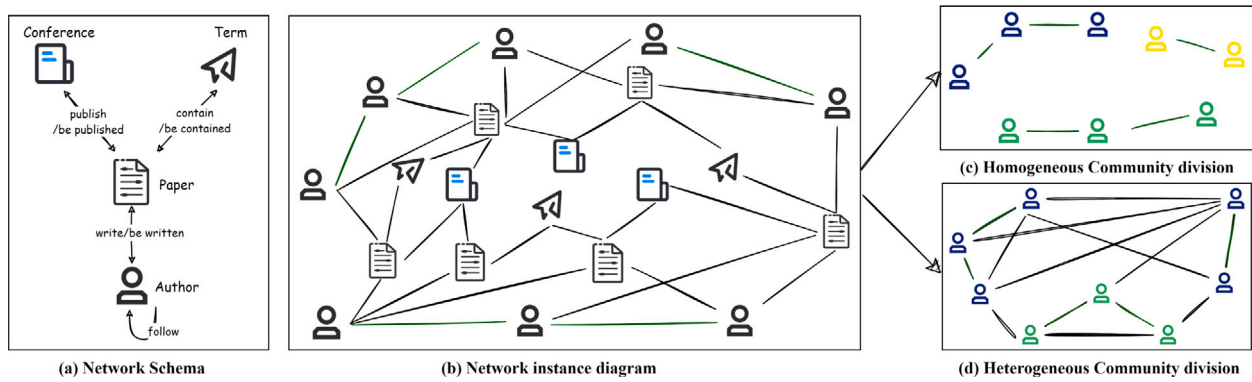 Conference
Term
publish
/be published
contain
/be contained
Paper
write/be written
Author
follow
(a) Network Schema
(b) Network instance diagram
(c) Homogeneous Community division
(d) Heterogeneous Community division